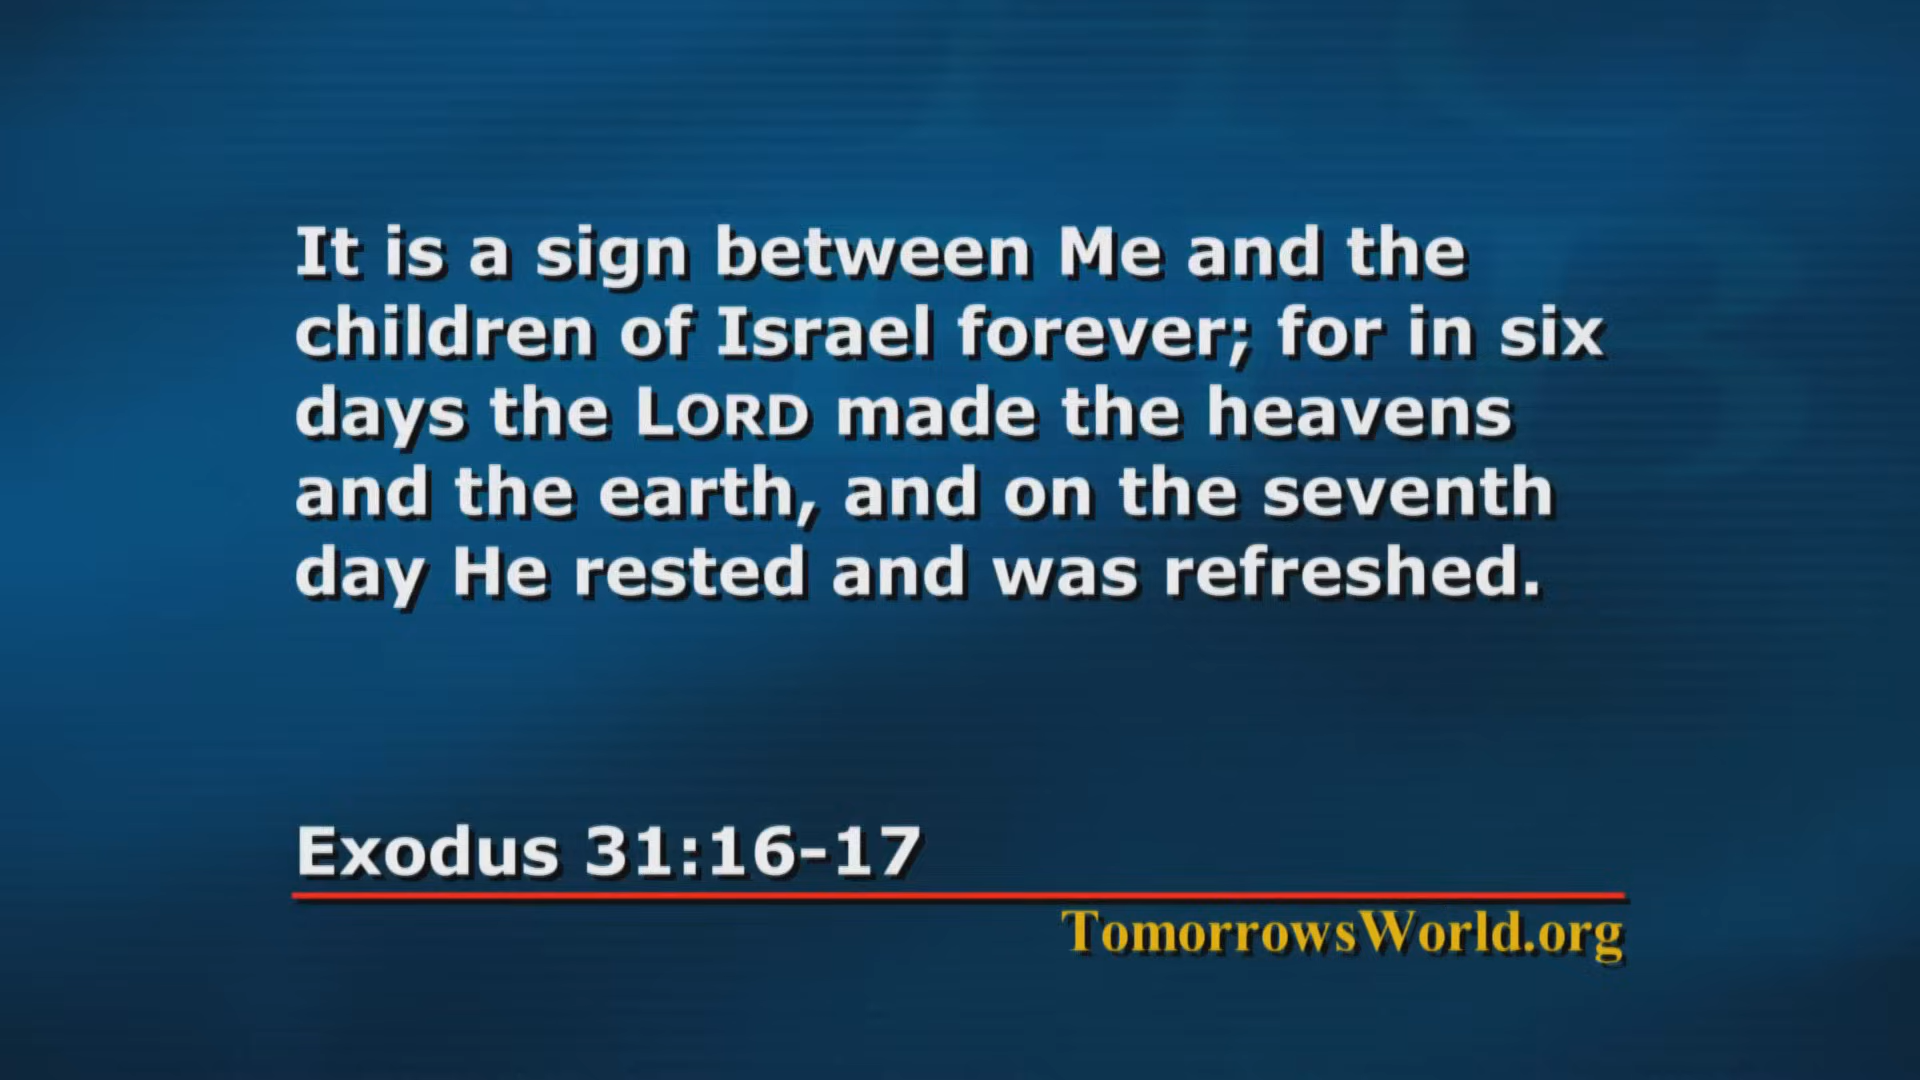 It is a sign between Me and the
children of Israel forever; for in six
days the LORD made the heavens
and the earth, and on the seventh
day He rested and was refreshed.
Exodus 31:16-17
TomorrowsWorld.org